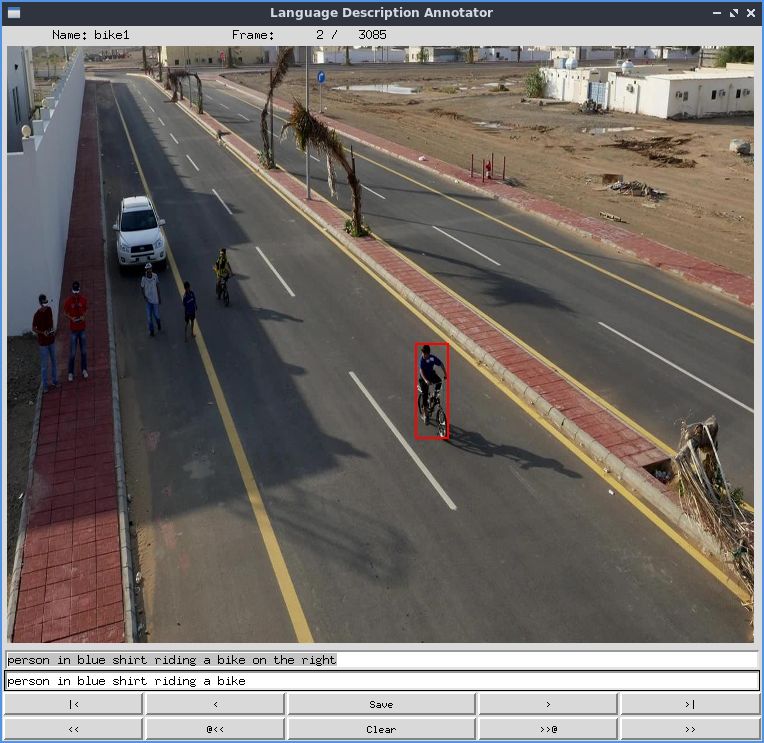 Language Description Annotator
Name: bike1 Frame: 2 / 3085
person in blue shirt riding a bike on the right
person in blue shirt riding a bike
|< < Save > >|
<< @<< Clear >>@ >>